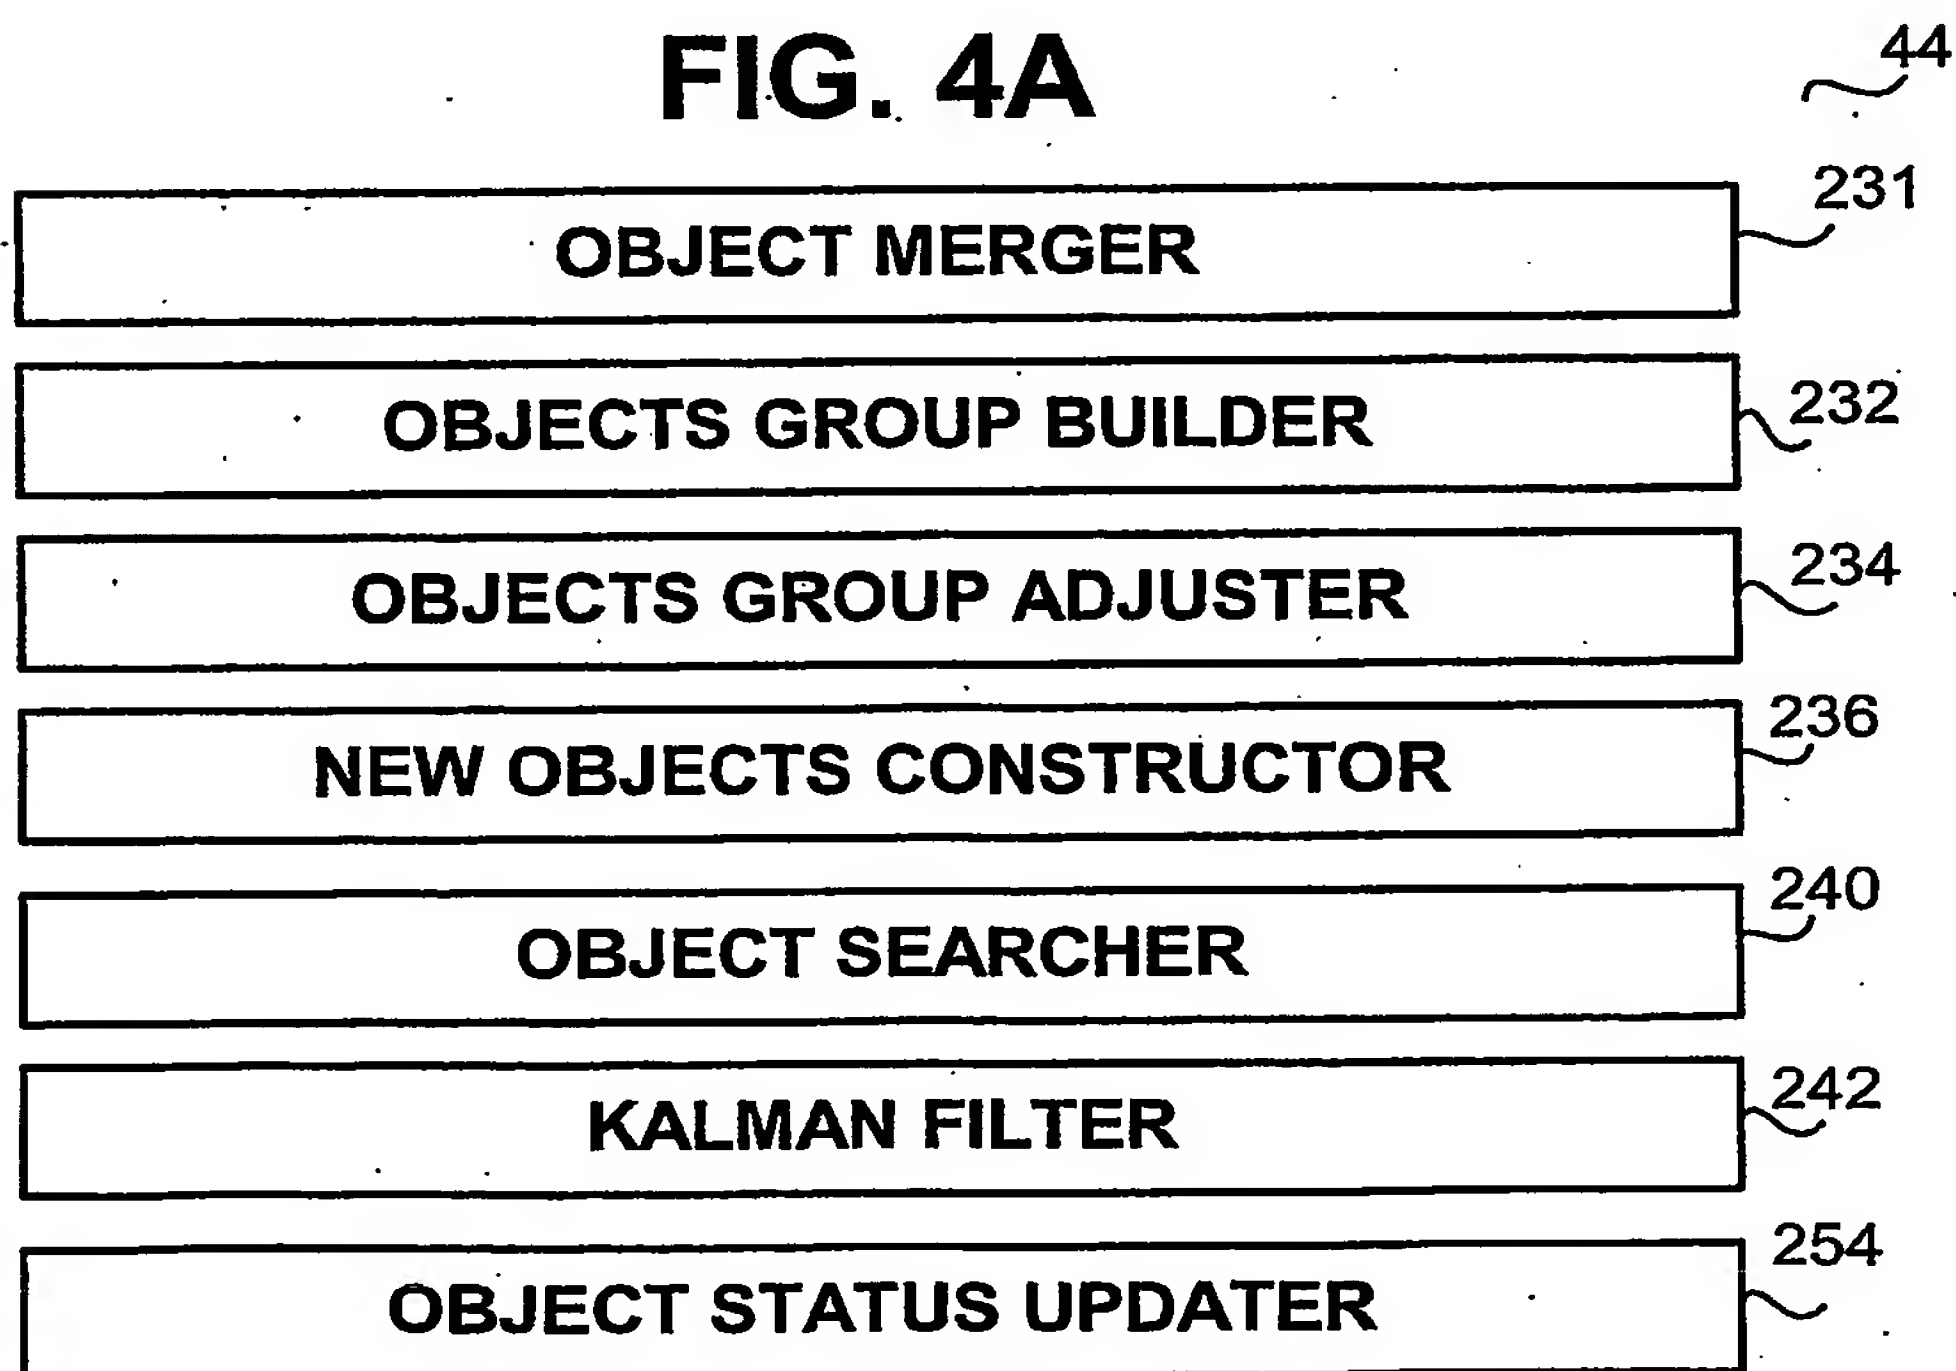 FIG. 4A
44
OBJECT MERGER
231
OBJECTS GROUP BUILDER
232
OBJECTS GROUP ADJUSTER
234
NEW OBJECTS CONSTRUCTOR
236
OBJECT SEARCHER
240
KALMAN FILTER
242
OBJECT STATUS UPDATER
254